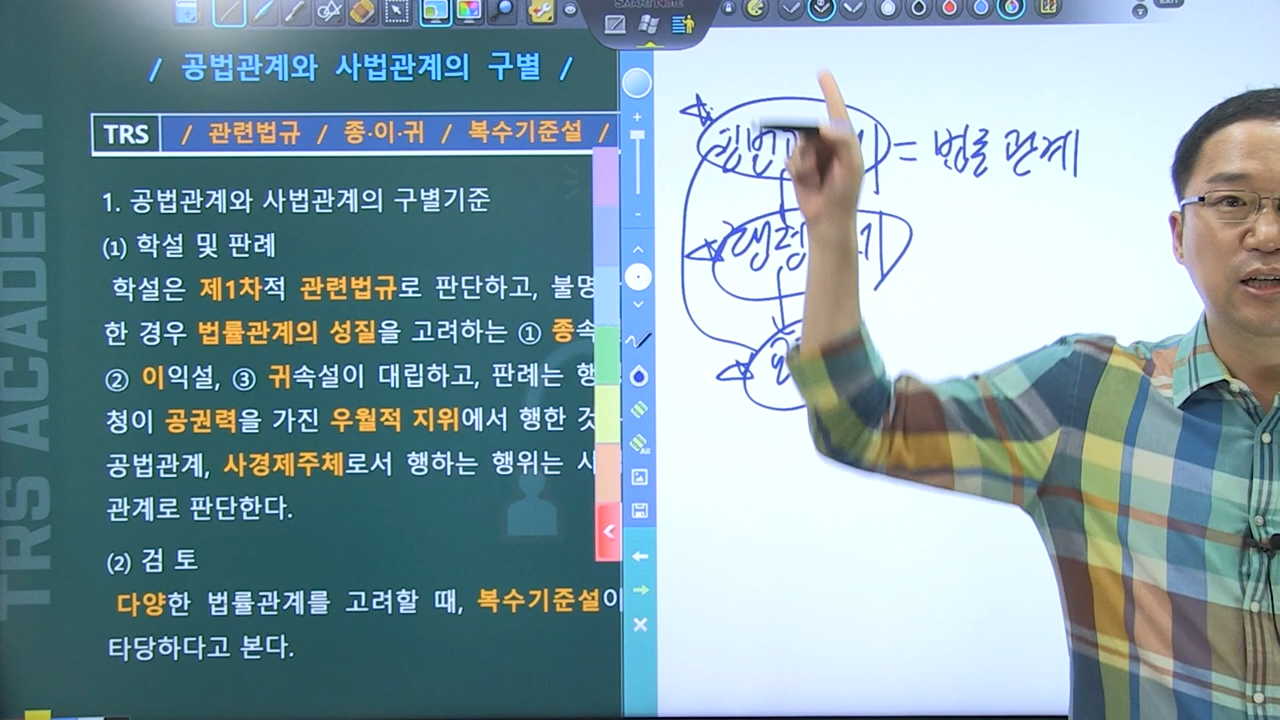 SMART NOTE
EXIT
/ 공법관계와 사법관계의 구별 /
TRS / 관련법규 / 종·이·귀 / 복수기준설 /
TRS ACADEMY
1. 공법관계와 사법관계의 구별기준
(1) 학설 및 판례
학설은 제1차적 관련법규로 판단하고, 불명
한 경우 법률관계의 성질을 고려하는 ① 종속
② 이익설, ③ 귀속설이 대립하고, 판례는 행
청이 공권력을 가진 우월적 지위에서 행한 것
공법관계, 사경제주체로서 행하는 행위는 사
관계로 판단한다.
(2) 검 토
다양한 법률관계를 고려할 때, 복수기준설이
타당하다고 본다.
All
= 법률관계